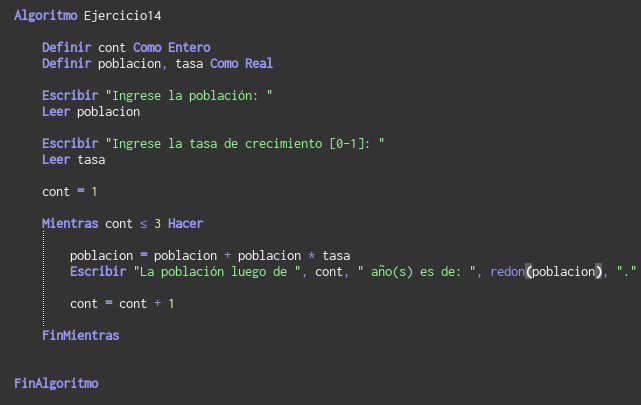 Algoritmo Ejercicio14
Definir cont Como Entero
Definir poblacion, tasa Como Real
Escribir "Ingrese la población: "
Leer poblacion
Escribir "Ingrese la tasa de crecimiento [0-1]: "
Leer tasa
cont = 1
Mientras cont ≤ 3 Hacer
poblacion = poblacion + poblacion * tasa
Escribir "La población luego de ", cont, " año(s) es de: ", redon(poblacion), "."
cont = cont + 1
FinMientras
FinAlgoritmo